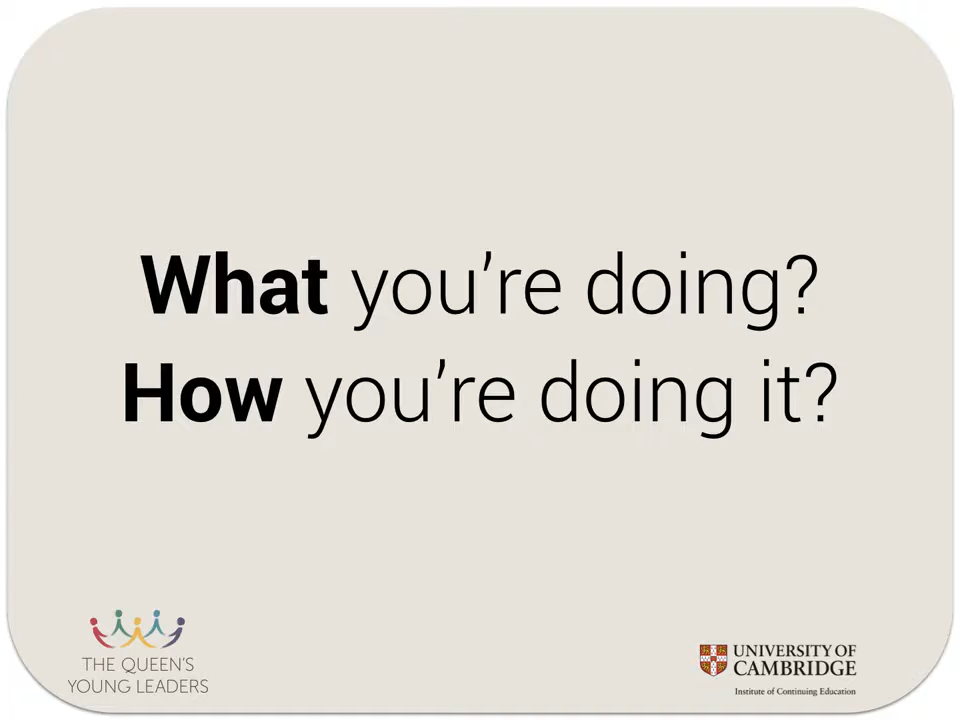 What you’re doing?
How you’re doing it?
THE QUEEN’S
YOUNG LEADERS
UNIVERSITY OF
CAMBRIDGE
Institute of Continuing Education